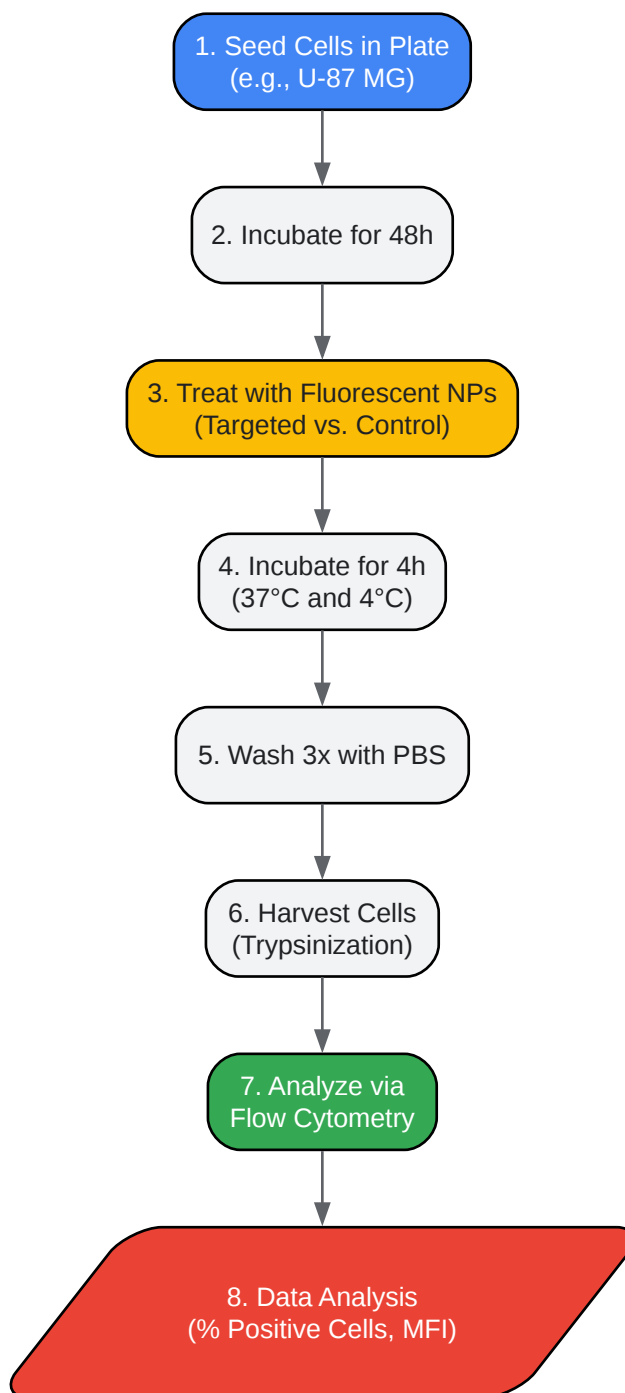 1. Seed Cells in Plate
(e.g., U-87 MG)
2. Incubate for 48h
3. Treat with Fluorescent NPs
(Targeted vs. Control)
4. Incubate for 4h
(37°C and 4°C)
5. Wash 3x with PBS
6. Harvest Cells
(Trypsinization)
7. Analyze via
Flow Cytometry
8. Data Analysis
(% Positive Cells, MFI)